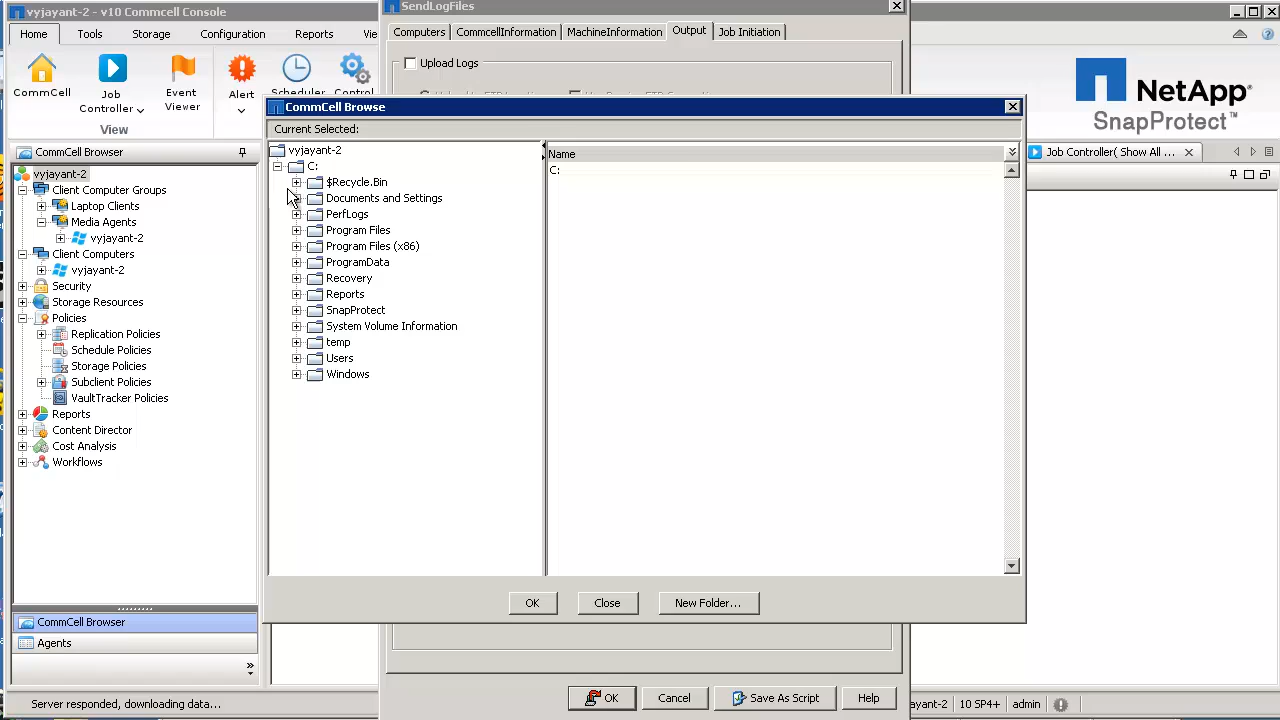 vyjayant-2 - v10 Commcell Console
SendLogFiles
Home
Tools
Storage
Configuration
Reports
Computers
CommcellInformation
MachineInformation
Output
Job Initiation
Upload Logs
CommCell
Job Controller
Event Viewer
Alert
Scheduler
Control
View
NetApp
SnapProtect™
CommCell Browser
Job Controller( Show All ...
CommCell Browse
Current Selected:
vyjayant-2
Client Computer Groups
Laptop Clients
Media Agents
vyjayant-2
Client Computers
vyjayant-2
Security
Storage Resources
Policies
Replication Policies
Schedule Policies
Storage Policies
Subclient Policies
VaultTracker Policies
Reports
Content Director
Cost Analysis
Workflows
vyjayant-2
C:
$Recycle.Bin
Documents and Settings
PerfLogs
Program Files
Program Files (x86)
ProgramData
Recovery
Reports
SnapProtect
System Volume Information
temp
Users
Windows
Name
C:
OK
Close
New Folder...
CommCell Browser
Agents
OK
Cancel
Save As Script
Help
Server responded, downloading data...
10 SP4+
admin